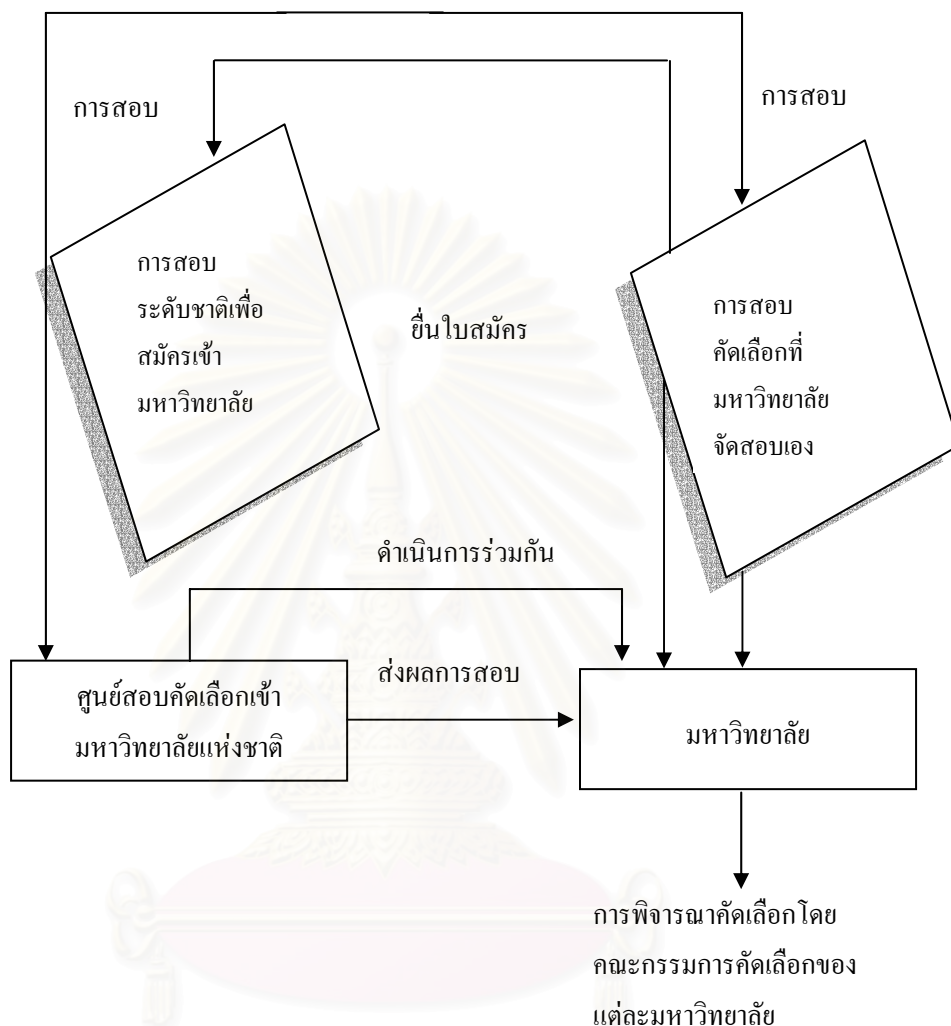 การสอบ
การสอบ
การสอบ
ระดับชาติเพื่อ
สมัครเข้า
มหาวิทยาลัย
ยื่นใบสมัคร
การสอบ
คัดเลือกที่
มหาวิทยาลัย
จัดสอบเอง
ดำเนินการร่วมกัน
ส่งผลการสอบ
ศูนย์สอบคัดเลือกเข้า
มหาวิทยาลัยแห่งชาติ
มหาวิทยาลัย
การพิจารณาคัดเลือกโดย
คณะกรรมการคัดเลือกของ
แต่ละมหาวิทยาลัย